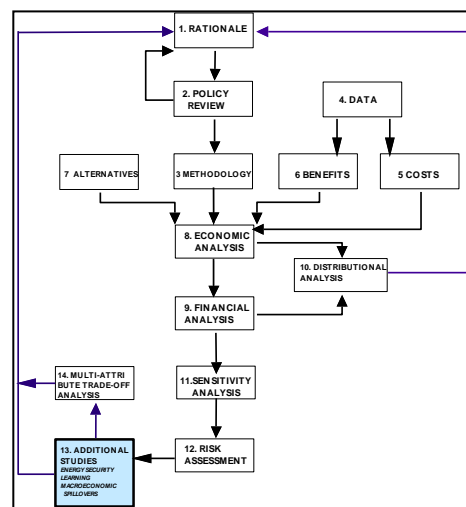 1. RATIONALE
2. POLICY
REVIEW
4. DATA
7 ALTERNATIVES
3 METHODOLOGY
6 BENEFITS
5 COSTS
8. ECONOMIC
ANALYSIS
10. DISTRIBUTIONAL
ANALYSIS
9. FINANCIAL
ANALYSIS
14. MULTI-ATTRI
BUTE TRADE-OFF
ANALYSIS
11.SENSITIVITY
ANALYSIS
13. ADDITIONAL
STUDIES
ENERGY SECURITY
LEARNING
MACROECONOMIC
SPILLOVERS
12. RISK
ASSESSMENT